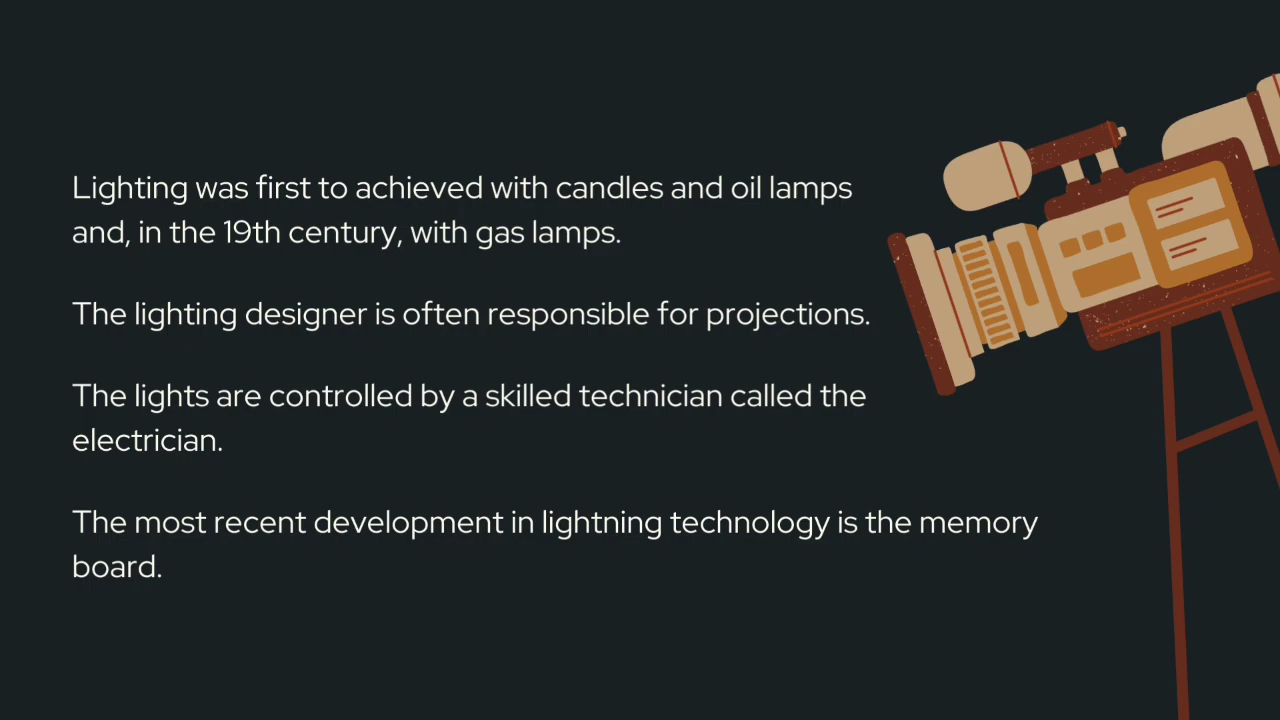 Lighting was first to achieved with candles and oil lamps
and, in the 19th century, with gas lamps.
The lighting designer is often responsible for projections.
The lights are controlled by a skilled technician called the
electrician.
The most recent development in lightning technology is the memory
board.